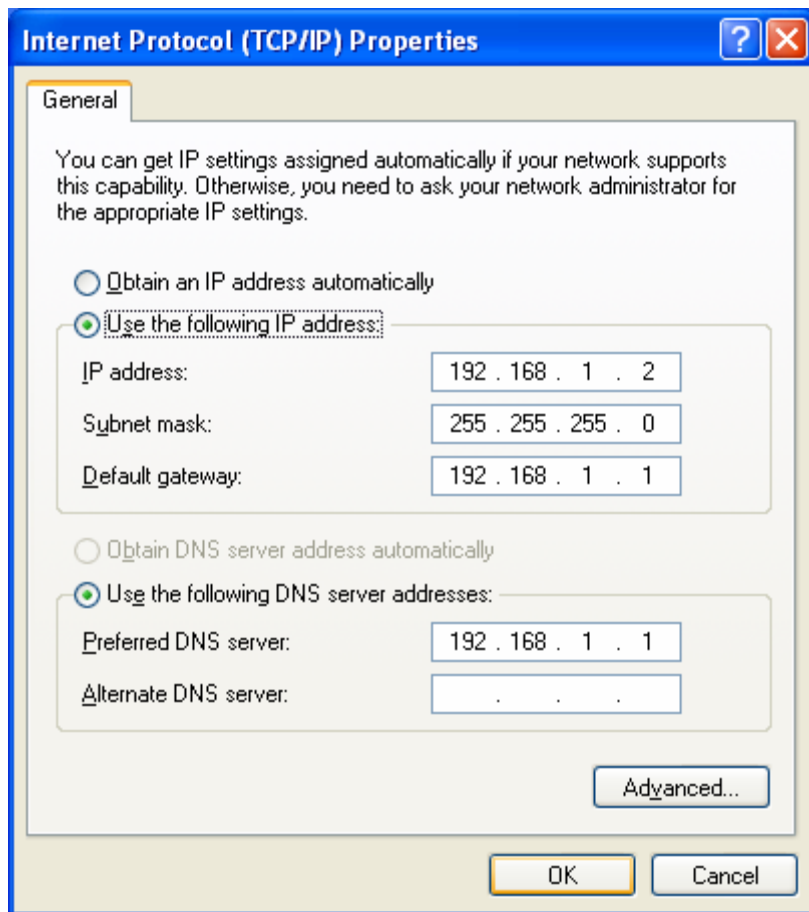 Internet Protocol (TCP/IP) Properties
General
You can get IP settings assigned automatically if your network supports
this capability. Otherwise, you need to ask your network administrator for
the appropriate IP settings.
Obtain an IP address automatically
Use the following IP address:
IP address: 192 . 168 . 1 . 2
Subnet mask: 255 . 255 . 255 . 0
Default gateway: 192 . 168 . 1 . 1
Obtain DNS server address automatically
Use the following DNS server addresses:
Preferred DNS server: 192 . 168 . 1 . 1
Alternate DNS server: . . .
Advanced...
OK Cancel